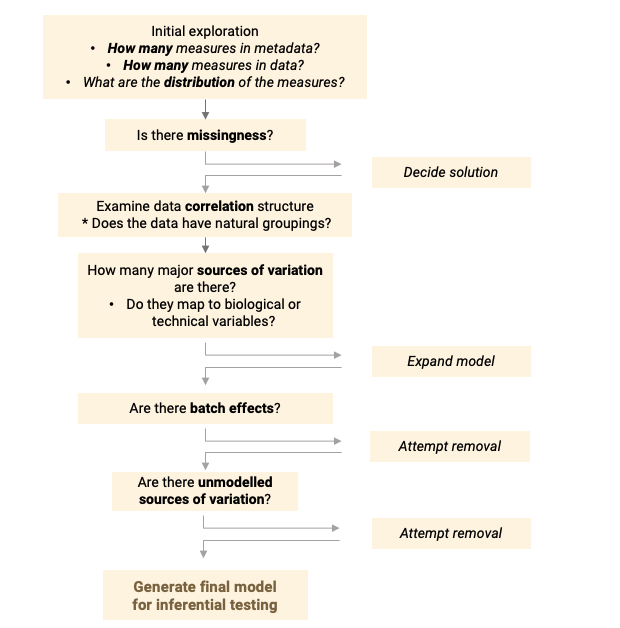 Initial exploration
• How many measures in metadata?
• How many measures in data?
• What are the distribution of the measures?
Is there missingness?
Decide solution
Examine data correlation structure
* Does the data have natural groupings?
How many major sources of variation
are there?
• Do they map to biological or
technical variables?
Expand model
Are there batch effects?
Attempt removal
Are there unmodelled
sources of variation?
Attempt removal
Generate final model
for inferential testing